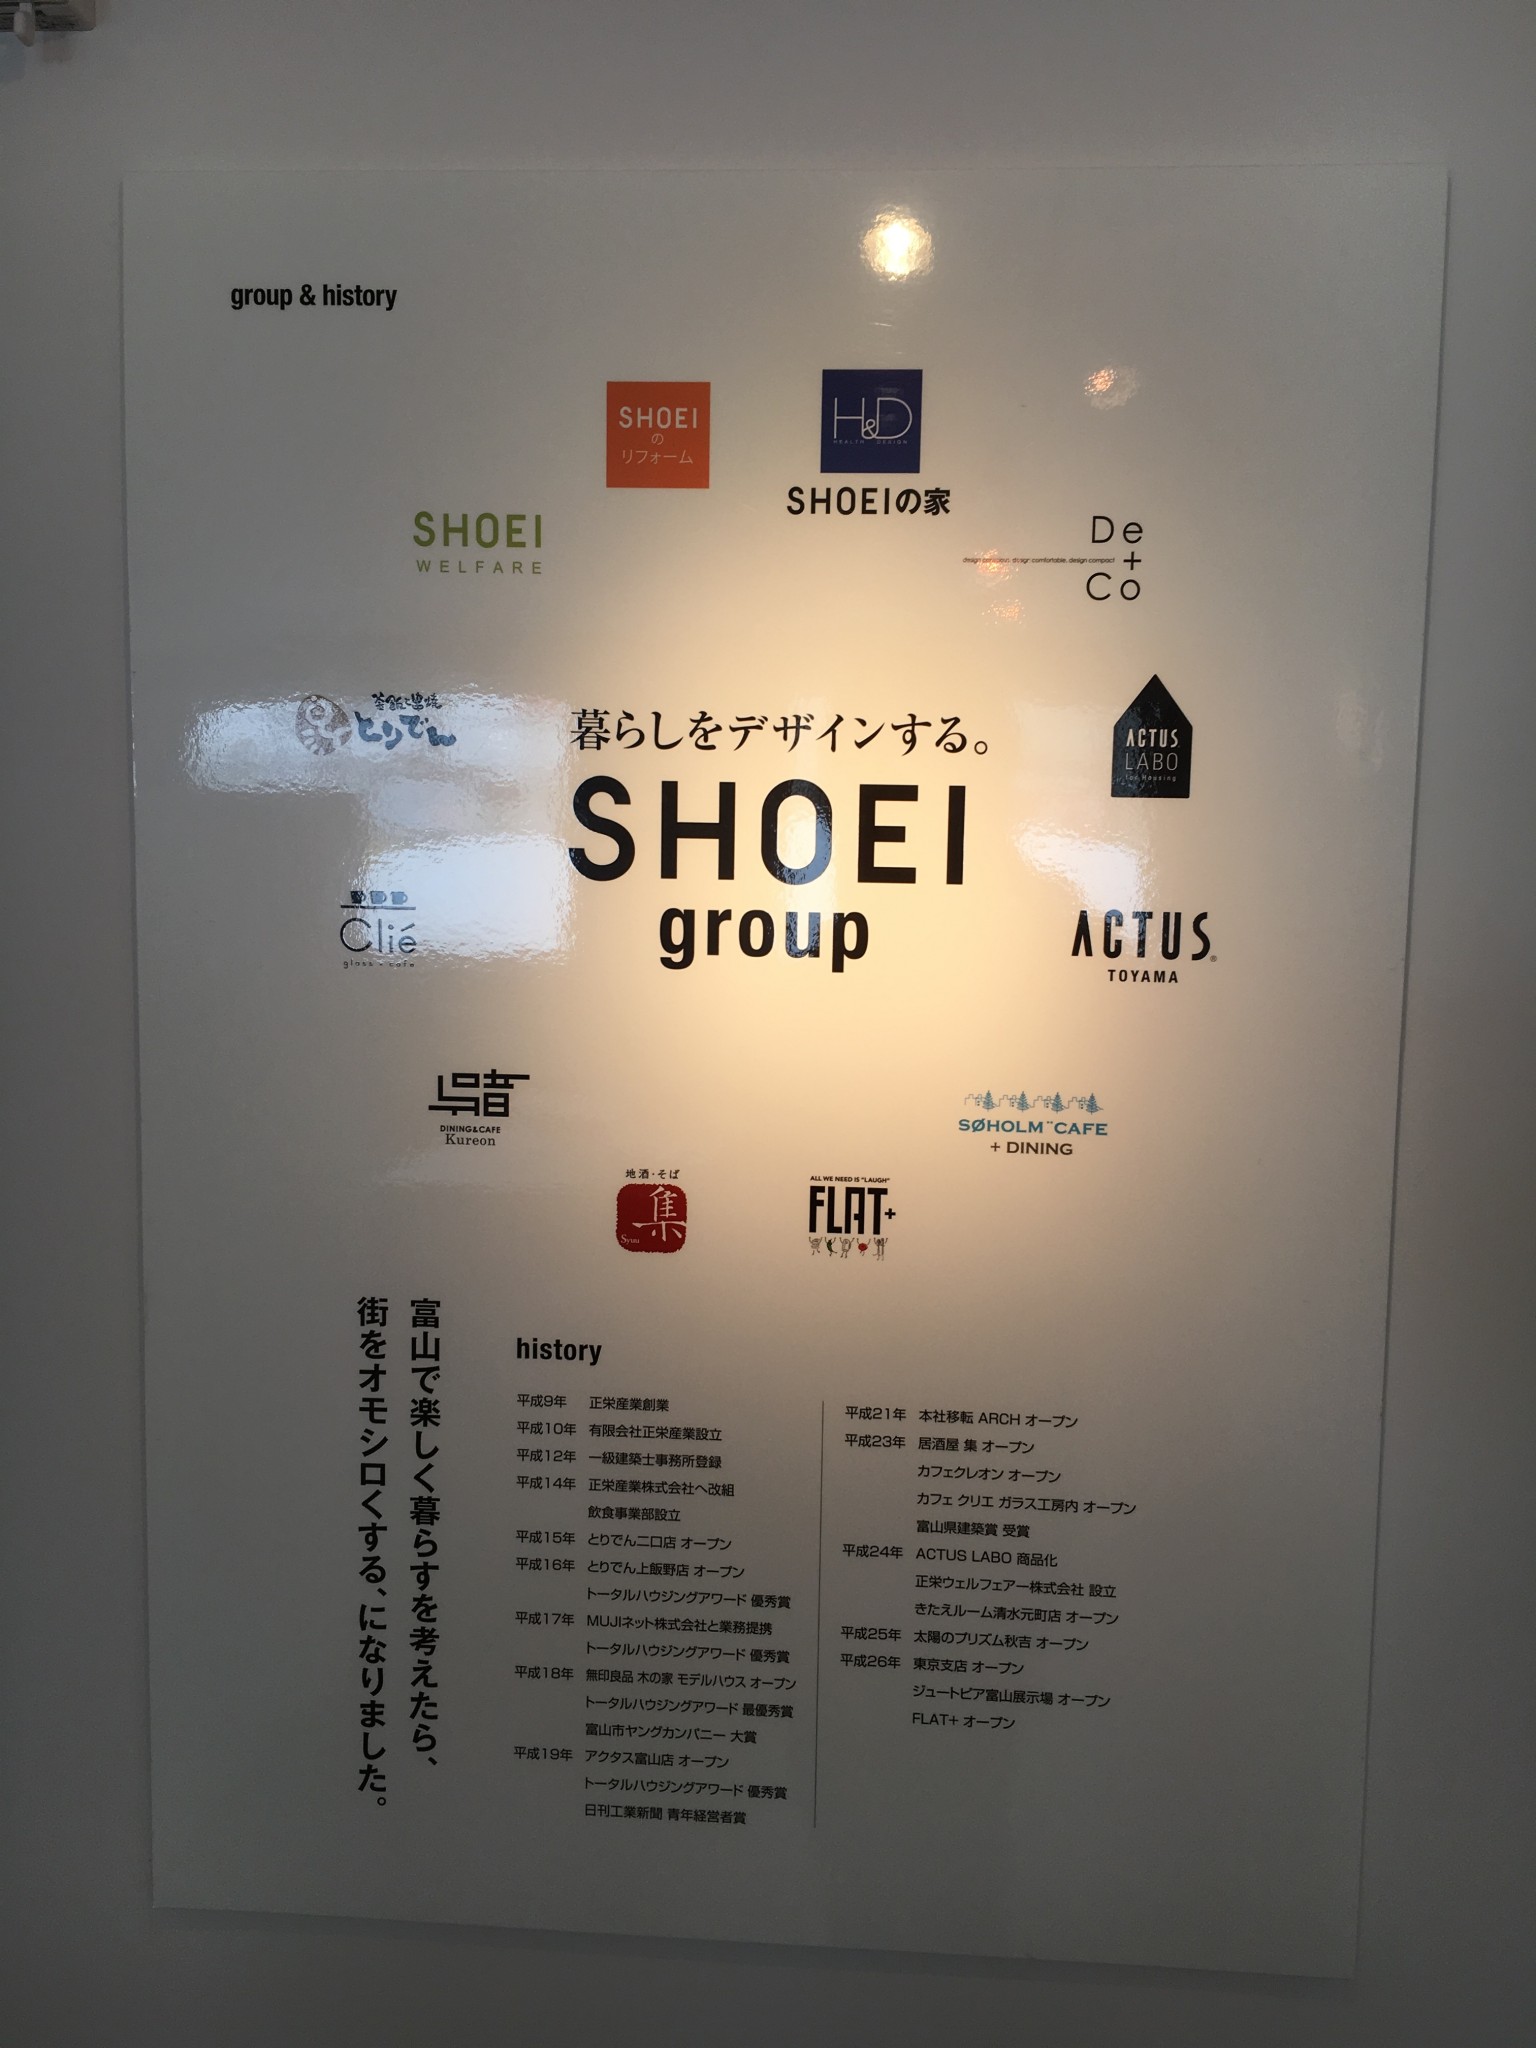 group & history
SHOEI
の
リフォーム
H&D
HEALTH DESIGN
SHOEIの家
SHOEI
WELFARE
De
+
Co
釜飯と串焼
とりでん
暮らしをデザインする。
SHOEI
group
ACTUS
LABO
for Housing
Clié
glass + cafe
ACTUS®
TOYAMA
呉音
DINING&CAFE
Kureon
SØHOLM CAFE
+ DINING
地酒・そば
集
Syuu
ALL WE NEED IS "LAUGH"
FLAT+
富山で楽しく暮らすを考えたら、
街をオモシロくする、になりました。
history
平成9年 正栄産業創業
平成10年 有限会社正栄産業設立
平成12年 一級建築士事務所登録
平成14年 正栄産業株式会社へ改組
飲食事業部設立
平成15年 とりでん二口店 オープン
平成16年 とりでん上飯野店 オープン
トータルハウジングアワード 優秀賞
平成17年 MUJIネット株式会社と業務提携
トータルハウジングアワード 優秀賞
平成18年 無印良品 木の家 モデルハウス オープン
トータルハウジングアワード 最優秀賞
富山市ヤングカンパニー 大賞
平成19年 アクタス富山店 オープン
トータルハウジングアワード 優秀賞
日刊工業新聞 青年経営者賞
平成21年 本社移転 ARCH オープン
平成23年 居酒屋 集 オープン
カフェクレオン オープン
カフェ クリエ ガラス工房内 オープン
富山県建築賞 受賞
平成24年 ACTUS LABO 商品化
正栄ウェルフェアー株式会社 設立
きたえルーム清水元町店 オープン
平成25年 太陽のプリズム秋吉 オープン
平成26年 東京支店 オープン
ジュートピア富山展示場 オープン
FLAT+ オープン